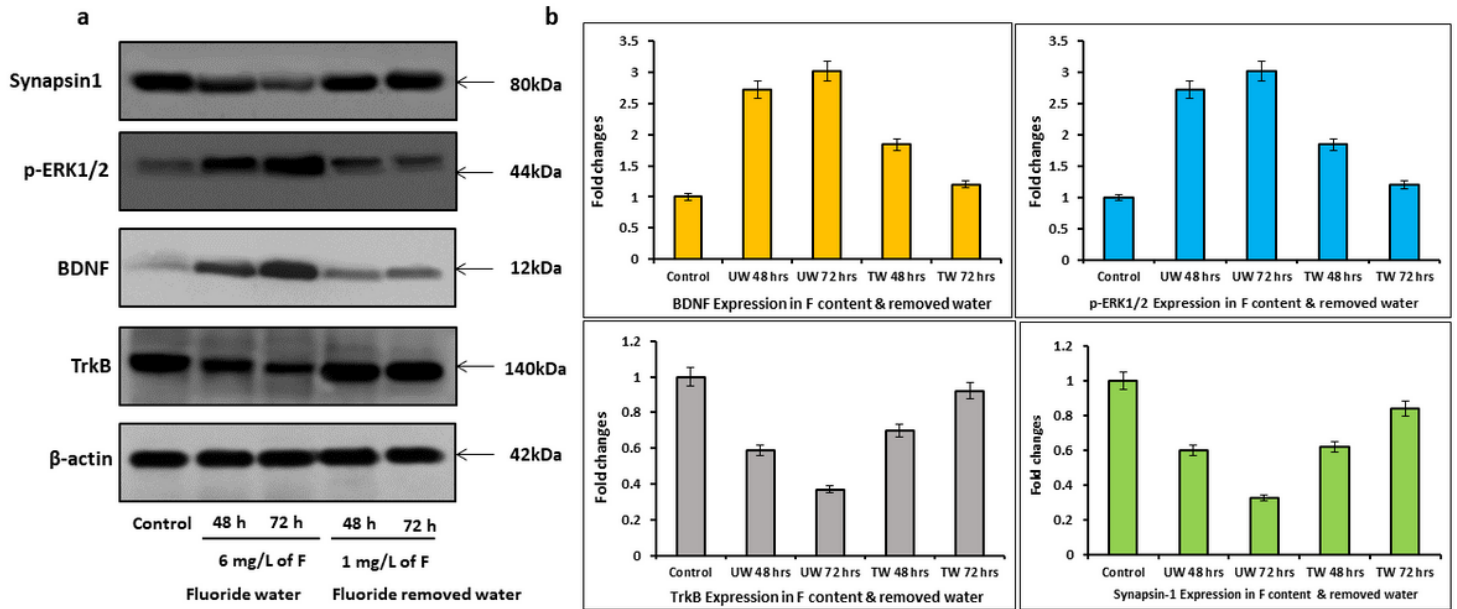 a
Synapsin1
80kDa
p-ERK1/2
44kDa
BDNF
12kDa
TrkB
140kDa
β-actin
42kDa
Control 48 h 72 h 48 h 72 h
6 mg/L of F 1 mg/L of F
Fluoride water Fluoride removed water
b
Fold changes
3.5
3
2.5
2
1.5
1
0.5
0
Control UW 48 hrs UW 72 hrs TW 48 hrs TW 72 hrs
BDNF Expression in F content & removed water
Fold changes
3.5
3
2.5
2
1.5
1
0.5
0
Control UW 48 hrs UW 72 hrs TW 48 hrs TW 72 hrs
p-ERK1/2 Expression in F content & removed water
Fold changes
1.2
1
0.8
0.6
0.4
0.2
0
Control UW 48 hrs UW 72 hrs TW 48 hrs TW 72 hrs
TrkB Expression in F content & removed water
Fold changes
1.2
1
0.8
0.6
0.4
0.2
0
Control UW 48 hrs UW 72 hrs TW 48 hrs TW 72 hrs
Synapsin-1 Expression in F content & removed water